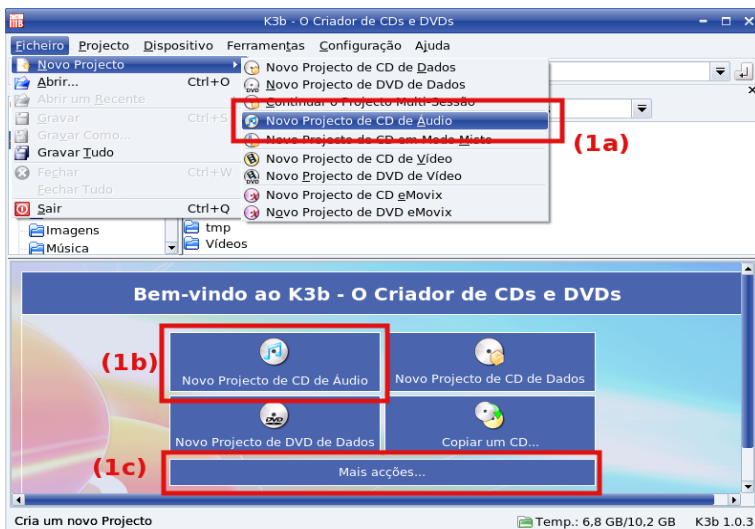 K3b - O Criador de CDs e DVDs
Ficheiro Projecto Dispositivo Ferramentas Configuração Ajuda
Novo Projecto
Abrir... Ctrl+O
Abrir um Recente
Gravar Ctrl+S
Gravar Como...
Gravar Tudo
Fechar Ctrl+W
Fechar Tudo
Sair Ctrl+Q
Novo Projecto de CD de Dados
Novo Projecto de DVD de Dados
Continuar o Projecto Multi-Sessão
Novo Projecto de CD de Áudio
Novo Projecto de CD em Modo Misto
Novo Projecto de CD de Vídeo
Novo Projecto de DVD de Vídeo
Novo Projecto de CD eMovix
Novo Projecto de DVD eMovix
(1a)
Imagens
Música
tmp
Vídeos
Bem-vindo ao K3b - O Criador de CDs e DVDs
(1b)
Novo Projecto de CD de Áudio
Novo Projecto de CD de Dados
DVD
Novo Projecto de DVD de Dados
Copiar um CD...
(1c)
Mais acções...
Cria um novo Projecto
Temp.: 6,8 GB/10,2 GB K3b 1.0.3